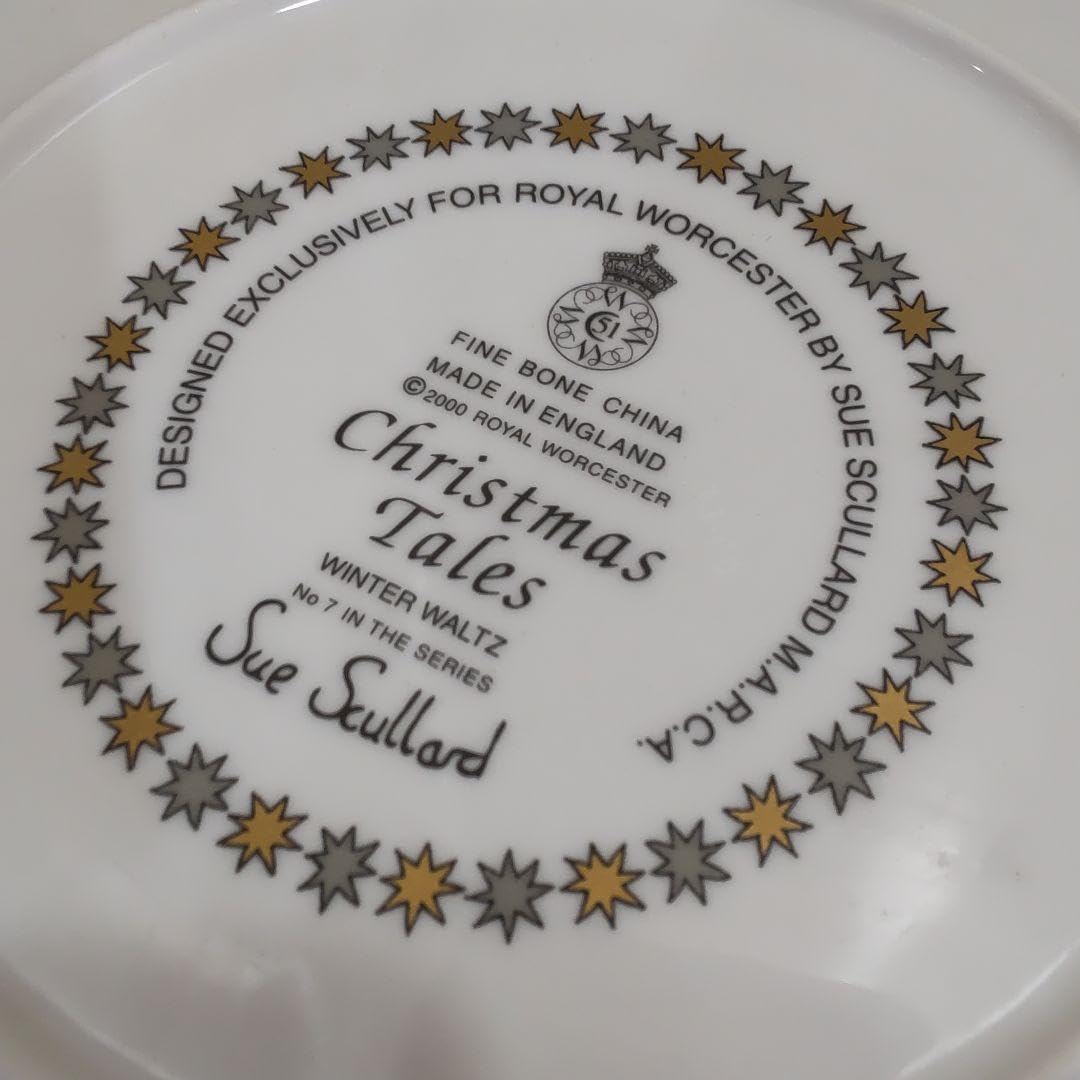 DESIGNED EXCLUSIVELY FOR ROYAL WORCESTER BY SUE SCULLARD M.A.R.C.A.
51
FINE BONE CHINA
MADE IN ENGLAND
©2000 ROYAL WORCESTER
Christmas
Tales
WINTER WALTZ
No 7 IN THE SERIES
Sue Scullard